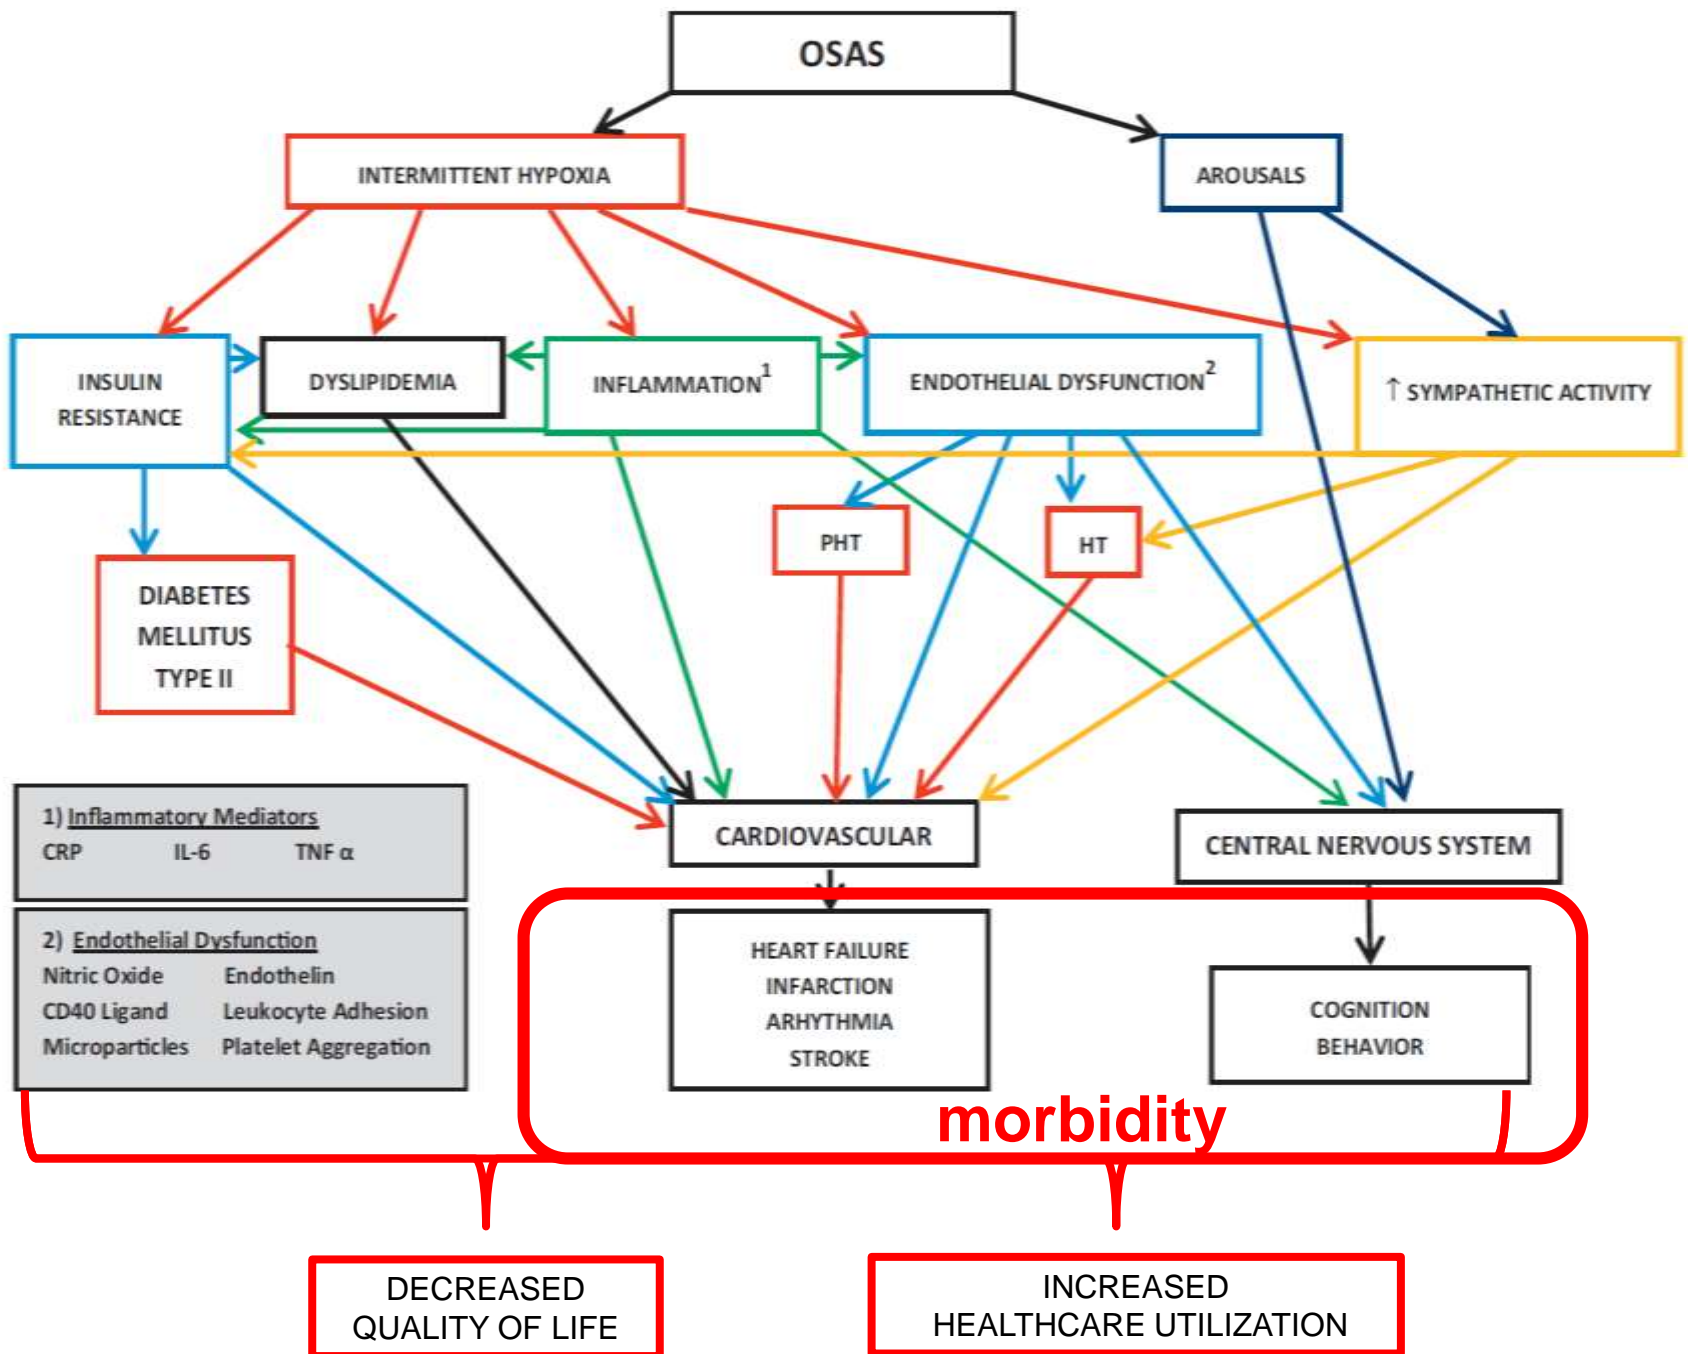 OSAS
INTERMITTENT HYPOXIA
AROUSALS
INSULIN
RESISTANCE
DYSLIPIDEMIA
INFLAMMATION1
ENDOTHELIAL DYSFUNCTION2
↑ SYMPATHETIC ACTIVITY
PHT
HT
DIABETES
MELLITUS
TYPE II
1) Inflammatory Mediators
CRP IL-6 TNF α
CARDIOVASCULAR
CENTRAL NERVOUS SYSTEM
2) Endothelial Dysfunction
Nitric Oxide Endothelin
CD40 Ligand Leukocyte Adhesion
Microparticles Platelet Aggregation
HEART FAILURE
INFARCTION
ARHYTHMIA
STROKE
COGNITION
BEHAVIOR
morbidity
DECREASED
QUALITY OF LIFE
INCREASED
HEALTHCARE UTILIZATION